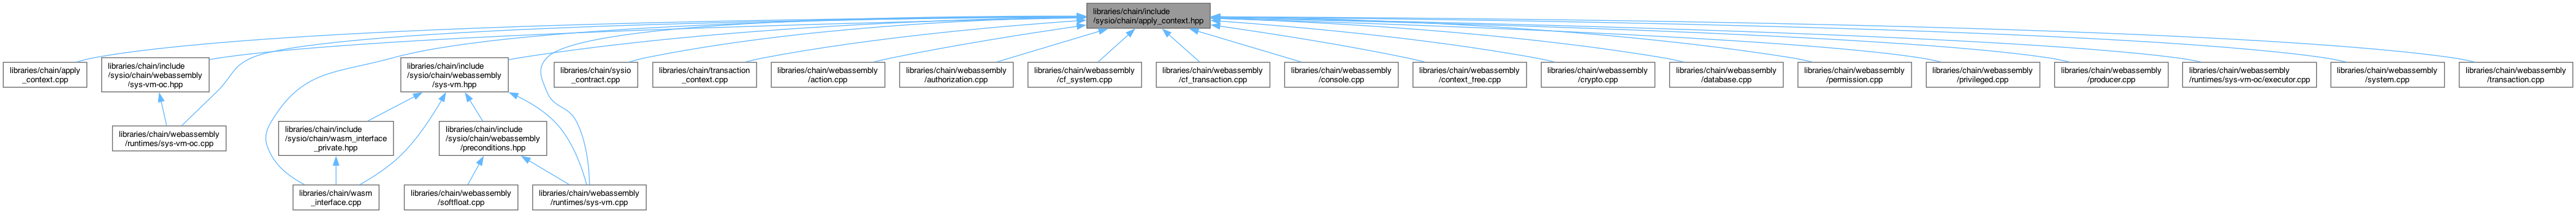 libraries/chain/include
/sysio/chain/apply_context.hpp
libraries/chain/apply
_context.cpp
libraries/chain/include
/sysio/chain/webassembly
/sys-vm-oc.hpp
libraries/chain/include
/sysio/chain/webassembly
/sys-vm.hpp
libraries/chain/sysio
_contract.cpp
libraries/chain/transaction
_context.cpp
libraries/chain/webassembly
/action.cpp
libraries/chain/webassembly
/authorization.cpp
libraries/chain/webassembly
/cf_system.cpp
libraries/chain/webassembly
/cf_transaction.cpp
libraries/chain/webassembly
/console.cpp
libraries/chain/webassembly
/context_free.cpp
libraries/chain/webassembly
/crypto.cpp
libraries/chain/webassembly
/database.cpp
libraries/chain/webassembly
/permission.cpp
libraries/chain/webassembly
/privileged.cpp
libraries/chain/webassembly
/producer.cpp
libraries/chain/webassembly
/runtimes/sys-vm-oc/executor.cpp
libraries/chain/webassembly
/system.cpp
libraries/chain/webassembly
/transaction.cpp
libraries/chain/webassembly
/runtimes/sys-vm-oc.cpp
libraries/chain/include
/sysio/chain/wasm_interface
_private.hpp
libraries/chain/include
/sysio/chain/webassembly
/preconditions.hpp
libraries/chain/wasm
_interface.cpp
libraries/chain/webassembly
/softfloat.cpp
libraries/chain/webassembly
/runtimes/sys-vm.cpp